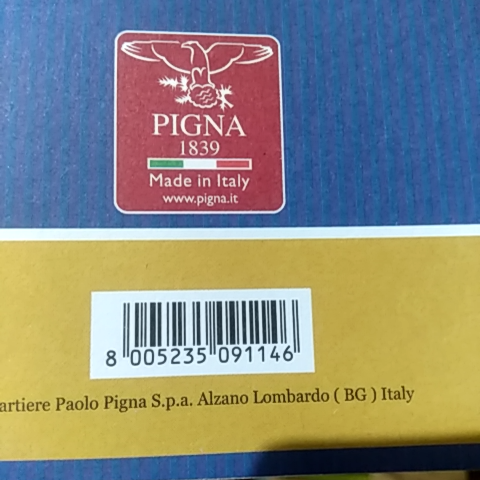 PIGNA
1839
Made in Italy
www.pigna.it
8 005235 091146
artiere Paolo Pigna S.p.a. Alzano Lombardo ( BG ) Italy